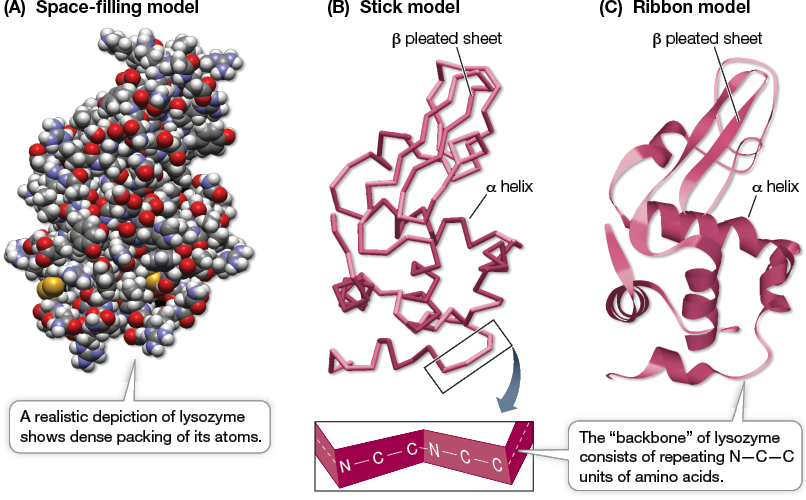 (A) Space-filling model
(B) Stick model
(C) Ribbon model
β pleated sheet
β pleated sheet
α helix
α helix
A realistic depiction of lysozyme
shows dense packing of its atoms.
N—C—C—N—C—C
The “backbone” of lysozyme
consists of repeating N—C—C
units of amino acids.